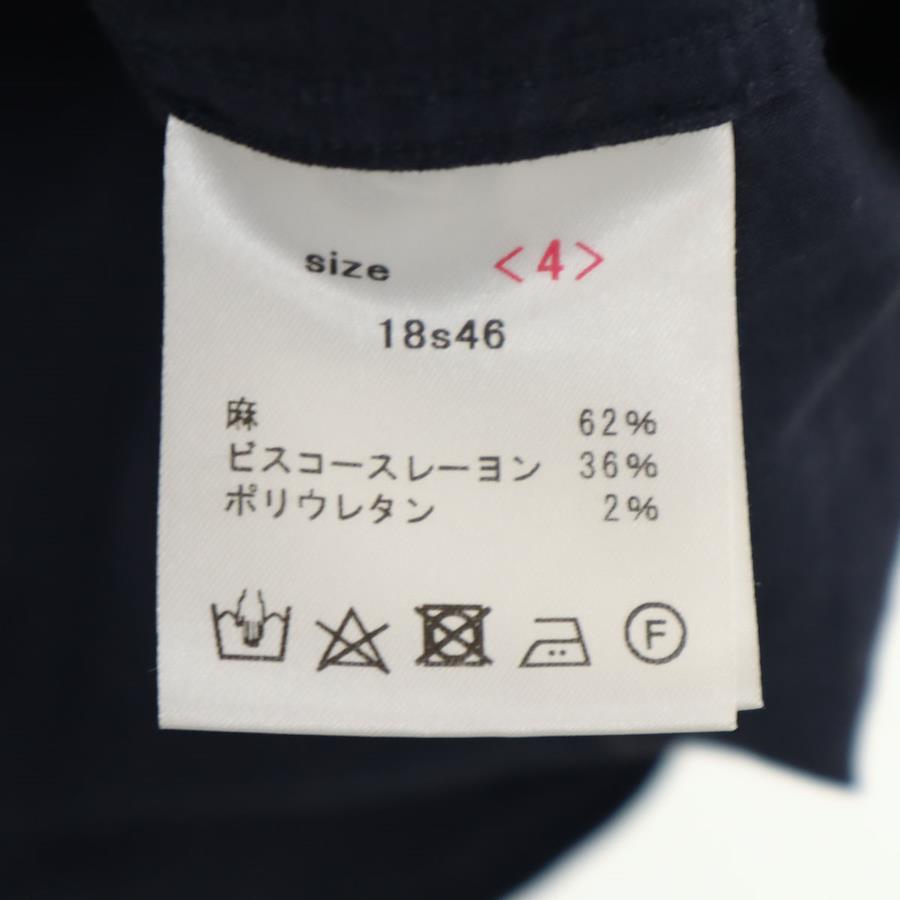 size <4>
18s46
麻 62%
ビスコースレーヨン 36%
ポリウレタン 2%
F